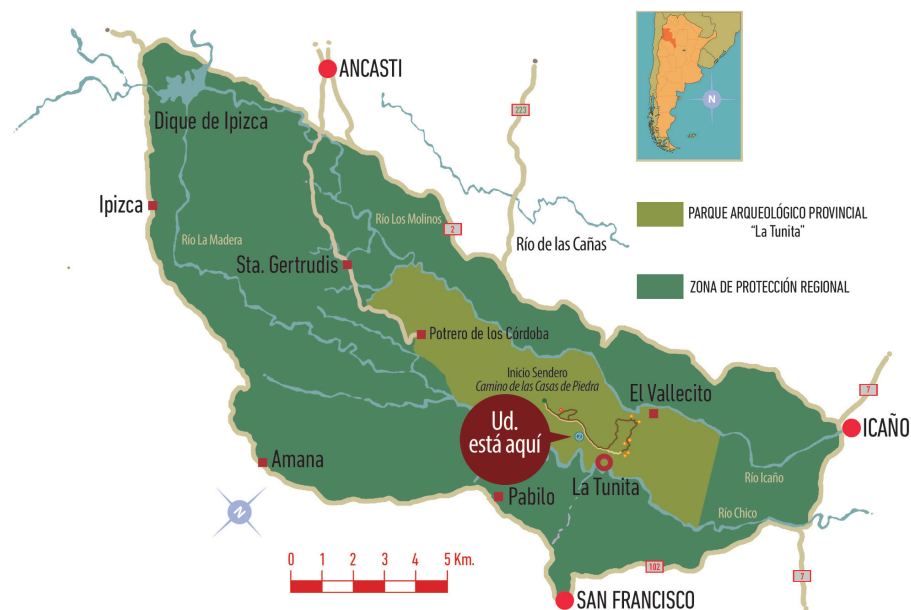 ANCASTI
223
N
Dique de Ipizca
Ipizca
Río Los Molinos
2
Río de las Cañas
PARQUE ARQUEOLÓGICO PROVINCIAL
“La Tunita”
Río La Madera
Sta. Gertrudis
ZONA DE PROTECCIÓN REGIONAL
Potrero de los Córdoba
Inicio Sendero
Camino de las Casas de Piedra
El Vallecito
7
Ud.
está aquí
ICAÑO
Amana
La Tunita
Río Icaño
Pabilo
Río Chico
N
0 1 2 3 4 5 Km.
102
7
SAN FRANCISCO